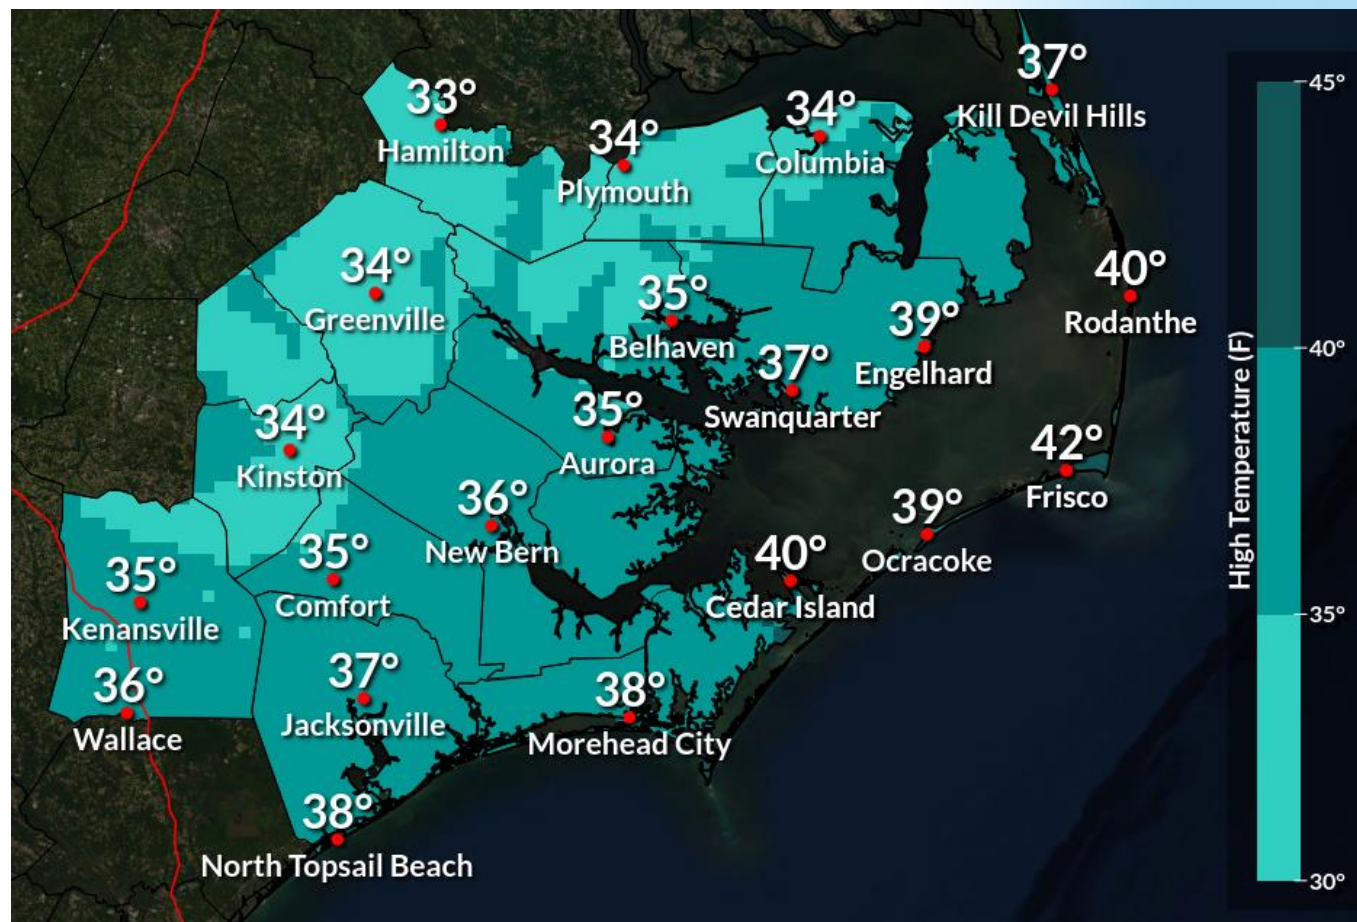 37°
Kill Devil Hills
33°
Hamilton
34°
Plymouth
34°
Columbia
34°
Greenville
35°
Belhaven
40°
Rodanthe
39°
Engelhard
37°
Swanquarter
34°
Kinston
35°
Aurora
42°
Frisco
36°
New Bern
39°
Ocracoke
35°
Kenansville
35°
Comfort
40°
Cedar Island
36°
Wallace
37°
Jacksonville
38°
Morehead City
38°
North Topsail Beach
High Temperature (F)
45°
40°
35°
30°